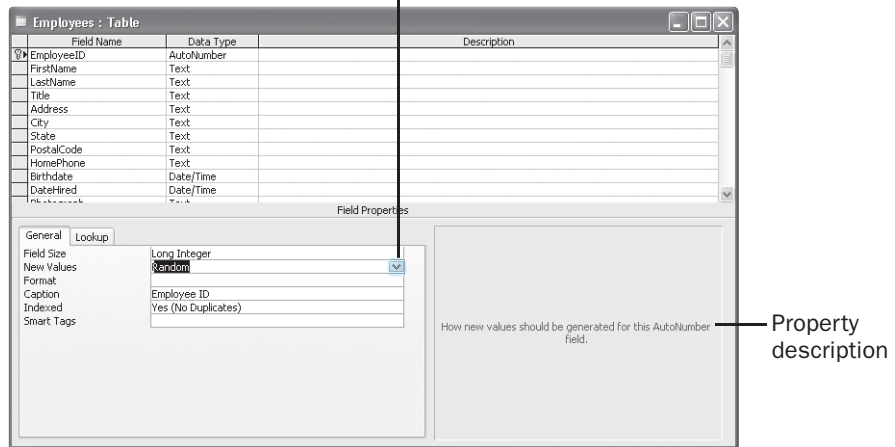 Employees : Table
Field Name Data Type Description
EmployeeID AutoNumber
FirstName Text
LastName Text
Title Text
Address Text
City Text
State Text
PostalCode Text
HomePhone Text
Birthdate Date/Time
DateHired Date/Time
Photograph Text
Field Properties
General Lookup
Field Size Long Integer
New Values Random
Format
Caption Employee ID
Indexed Yes (No Duplicates)
Smart Tags
How new values should be generated for this AutoNumber
field.
Property
description